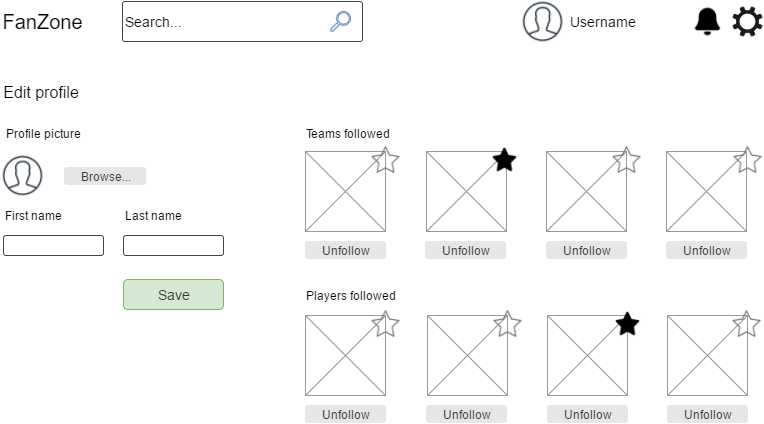 FanZone
Search...
Username
Edit profile
Profile picture
Browse...
First name
Last name
Save
Teams followed
Unfollow
Unfollow
Unfollow
Unfollow
Players followed
Unfollow
Unfollow
Unfollow
Unfollow